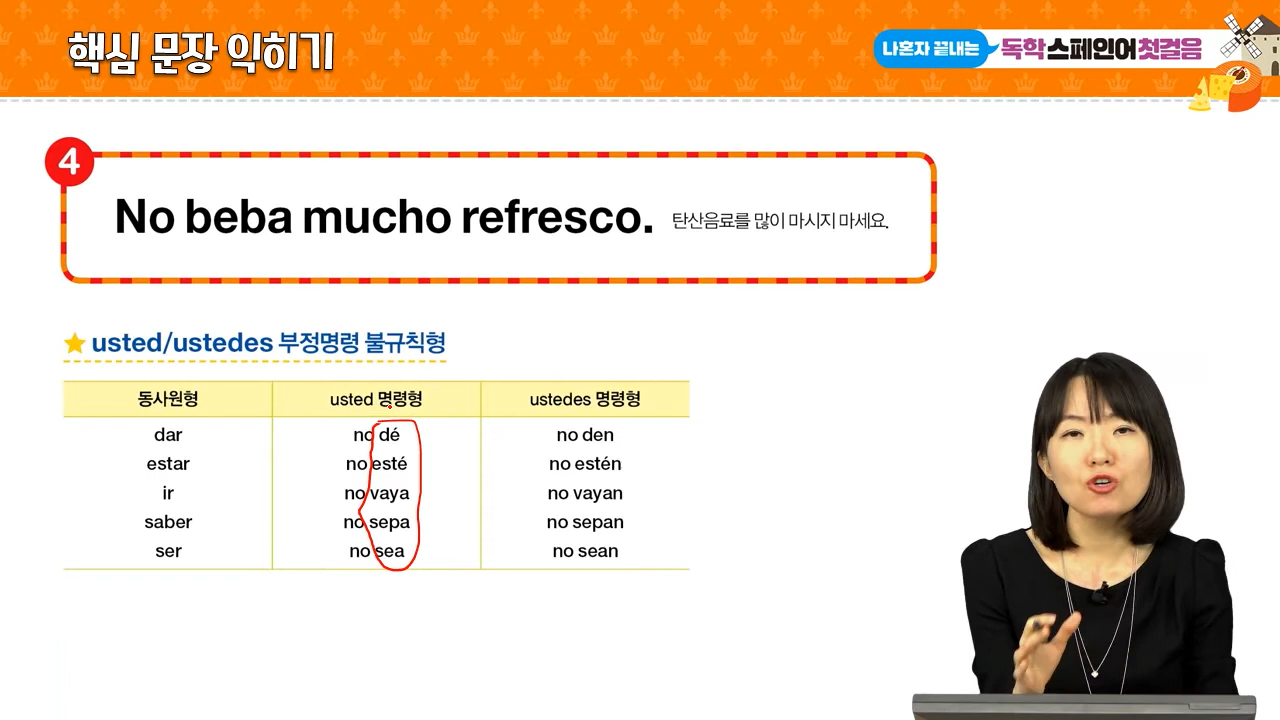 핵심 문장 익히기
나혼자 끝내는 독학 스페인어 첫걸음
4
No beba mucho refresco. 탄산음료를 많이 마시지 마세요.
usted/ustedes 부정명령 불규칙형
동사원형 usted 명령형 ustedes 명령형
dar no dé no den
estar no esté no estén
ir no vaya no vayan
saber no sepa no sepan
ser no sea no sean